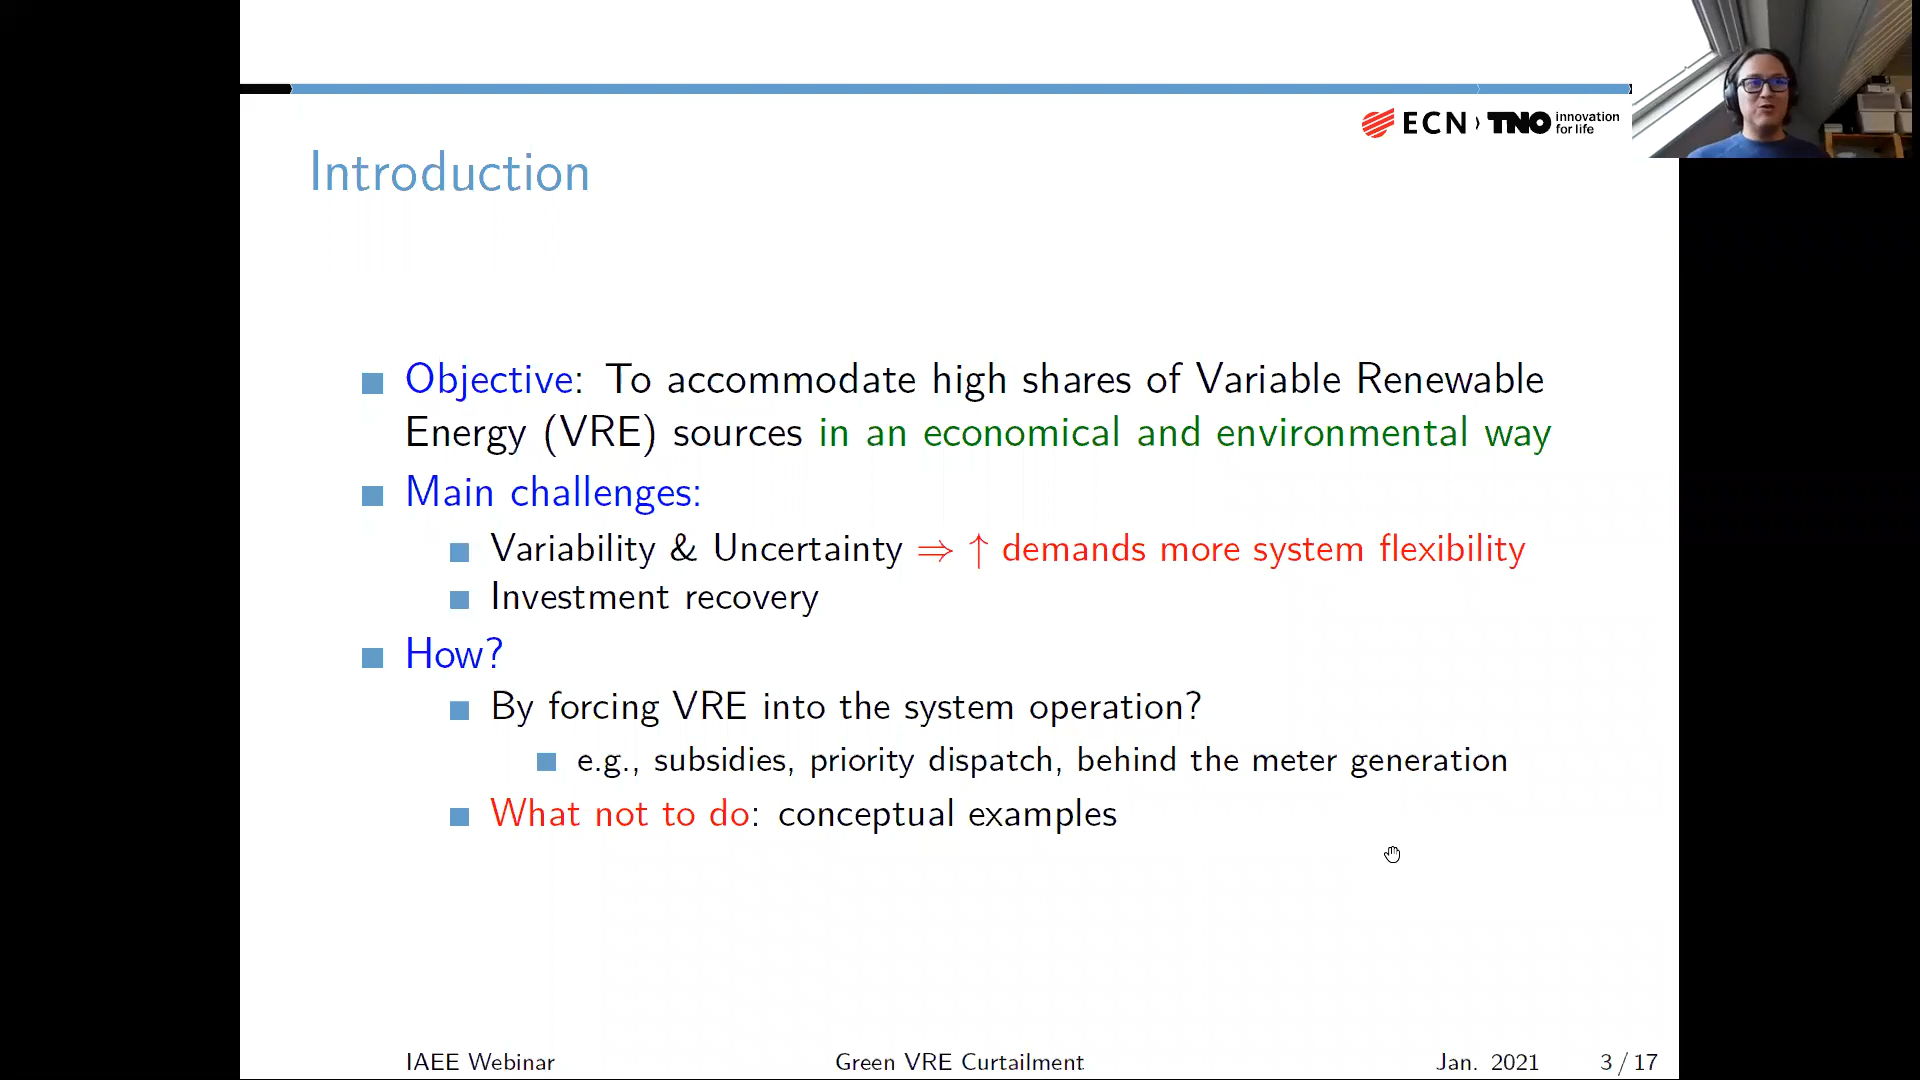 ECN › TNO innovation for life
Introduction
Objective: To accommodate high shares of Variable Renewable
Energy (VRE) sources in an economical and environmental way
Main challenges:
Variability & Uncertainty ⇒ ↑ demands more system flexibility
Investment recovery
How?
By forcing VRE into the system operation?
e.g., subsidies, priority dispatch, behind the meter generation
What not to do: conceptual examples
IAEE Webinar Green VRE Curtailment Jan. 2021 3 / 17